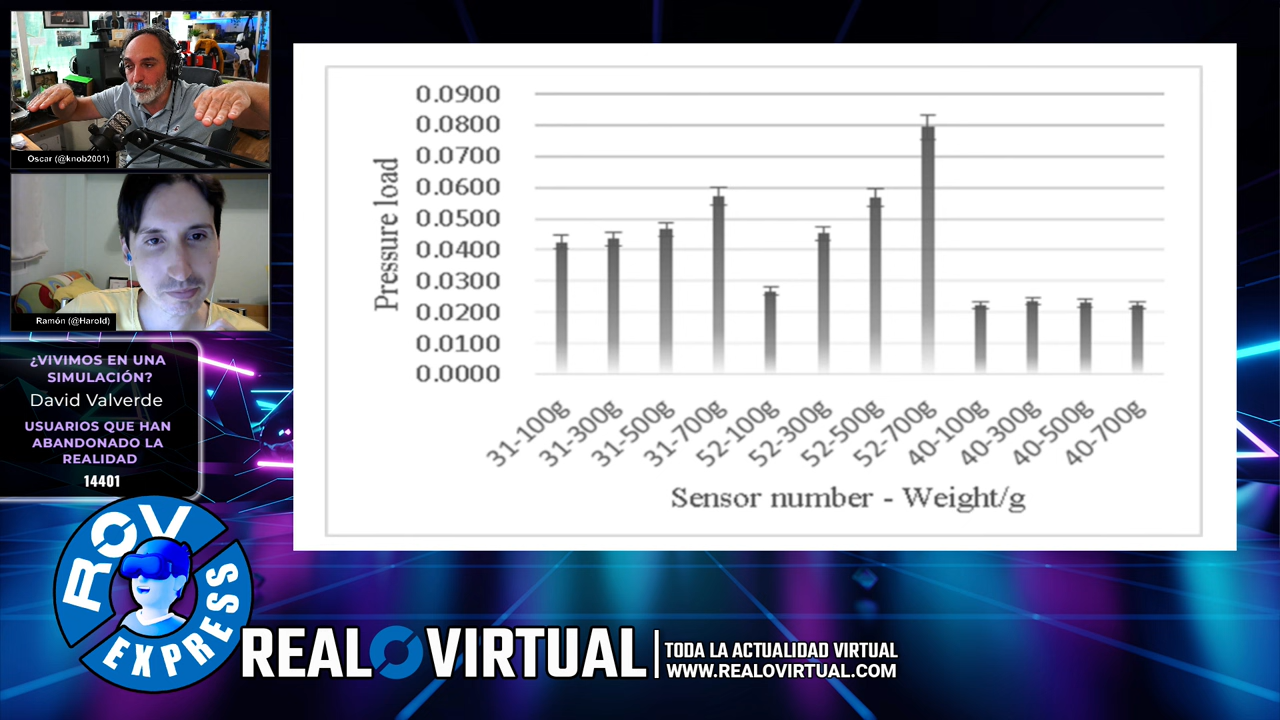 Oscar (@knob2001)
Ramón (@Harold)
¿VIVIMOS EN UNA
SIMULACIÓN?
David Valverde
USUARIOS QUE HAN
ABANDONADO LA
REALIDAD
14401
ROV
EXPRESS
0.0900
0.0800
0.0700
0.0600
0.0500
0.0400
0.0300
0.0200
0.0100
0.0000
Pressure load
31-100g
31-300g
31-500g
31-700g
52-100g
52-300g
52-500g
52-700g
40-100g
40-300g
40-500g
40-700g
Sensor number - Weight/g
REAL O VIRTUAL
TODA LA ACTUALIDAD VIRTUAL
WWW.REALOVIRTUAL.COM